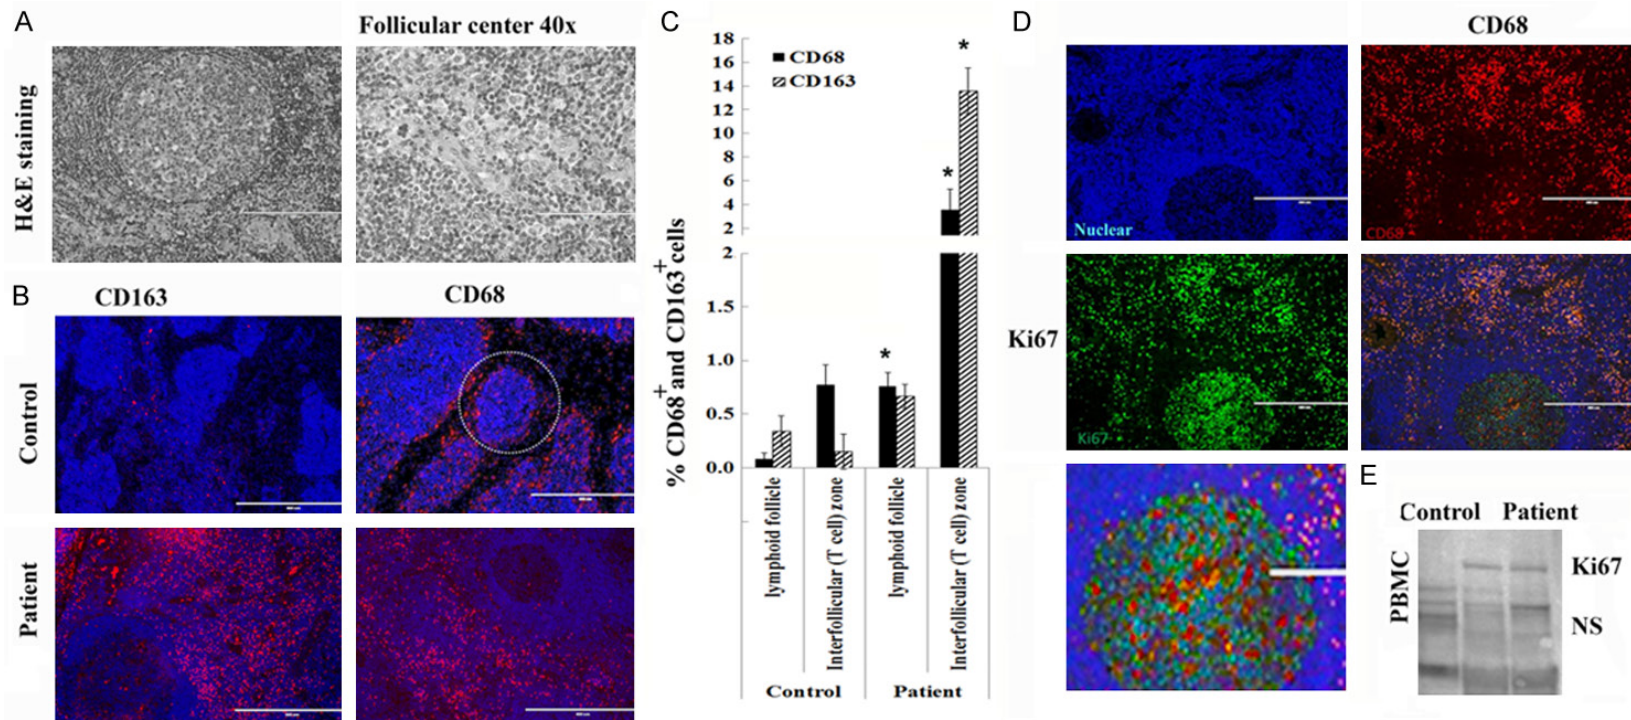 A
Follicular center 40x
H&E staining
B
CD163
CD68
Control
Patient
C
% CD68+ and CD163+ cells
18
16
14
12
10
8
6
4
2
2
1.5
1.0
0.5
0.0
CD68
CD163
*
*
*
lymphoid follicle
Interfollicular (T cell) zone
lymphoid follicle
Interfollicular (T cell) zone
Control
Patient
D
CD68
Nuclear
CD68
Ki67
Ki67
E
Control Patient
PBMC
Ki67
NS